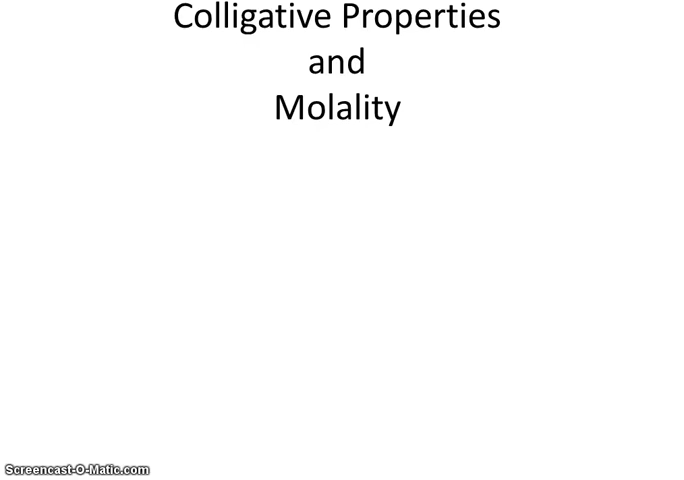 Colligative Properties
and
Molality
Screencast-O-Matic.com